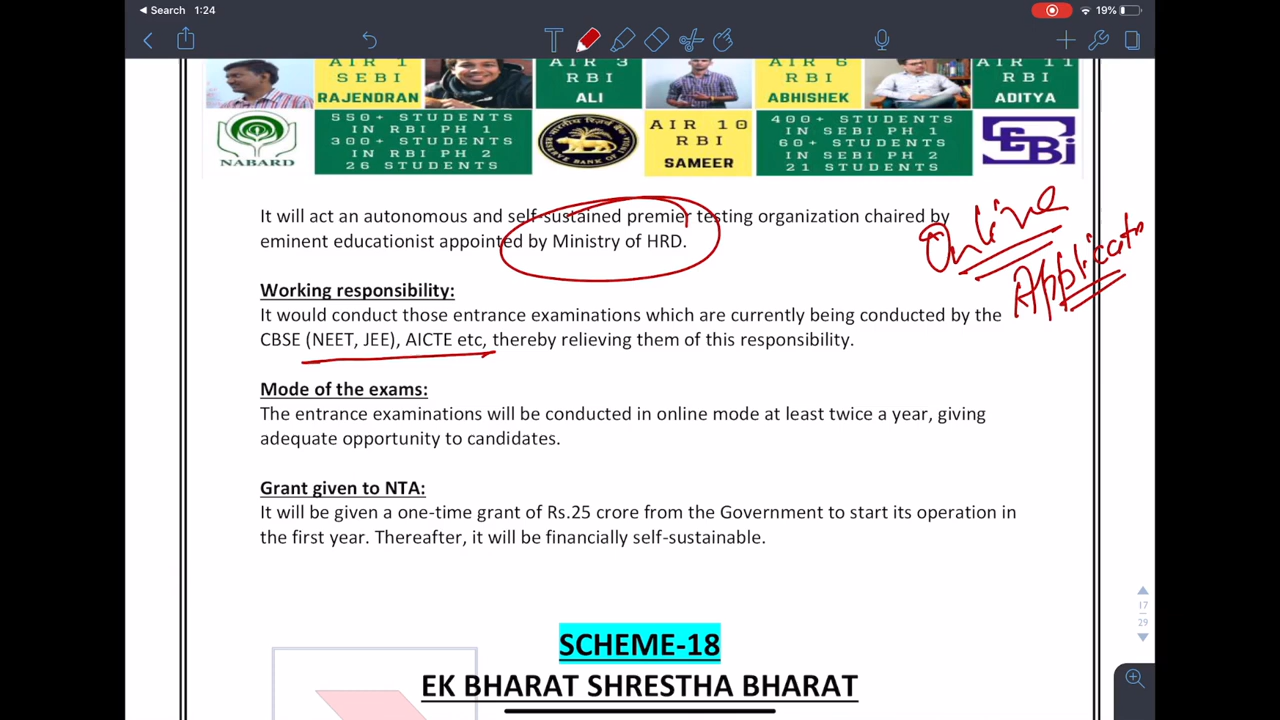 Search 1:24 19%
AIR 1
SEBI
RAJENDRAN
AIR 3
RBI
ALI
AIR 6
RBI
ABHISHEK
AIR 11
RBI
ADITYA
NABARD
550+ STUDENTS
IN RBI PH 1
300+ STUDENTS
IN RBI PH 2
26 STUDENTS
AIR 10
RBI
SAMEER
400+ STUDENTS
IN SEBI PH 1
60+ STUDENTS
IN SEBI PH 2
21 STUDENTS
SEBI
It will act an autonomous and self-sustained premier testing organization chaired by
eminent educationist appointed by Ministry of HRD.
Online
Working responsibility:
It would conduct those entrance examinations which are currently being conducted by the
CBSE (NEET, JEE), AICTE etc, thereby relieving them of this responsibility.
Mode of the exams:
The entrance examinations will be conducted in online mode at least twice a year, giving
adequate opportunity to candidates.
Grant given to NTA:
It will be given a one-time grant of Rs.25 crore from the Government to start its operation in
the first year. Thereafter, it will be financially self-sustainable.
17
29
SCHEME-18
EK BHARAT SHRESTHA BHARAT